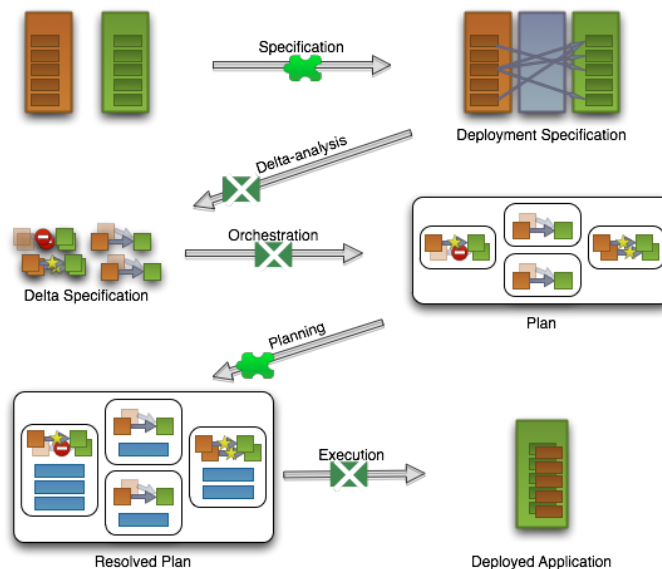 Specification
Deployment Specification
Delta-analysis
Orchestration
Delta Specification
Plan
Planning
Execution
Resolved Plan
Deployed Application